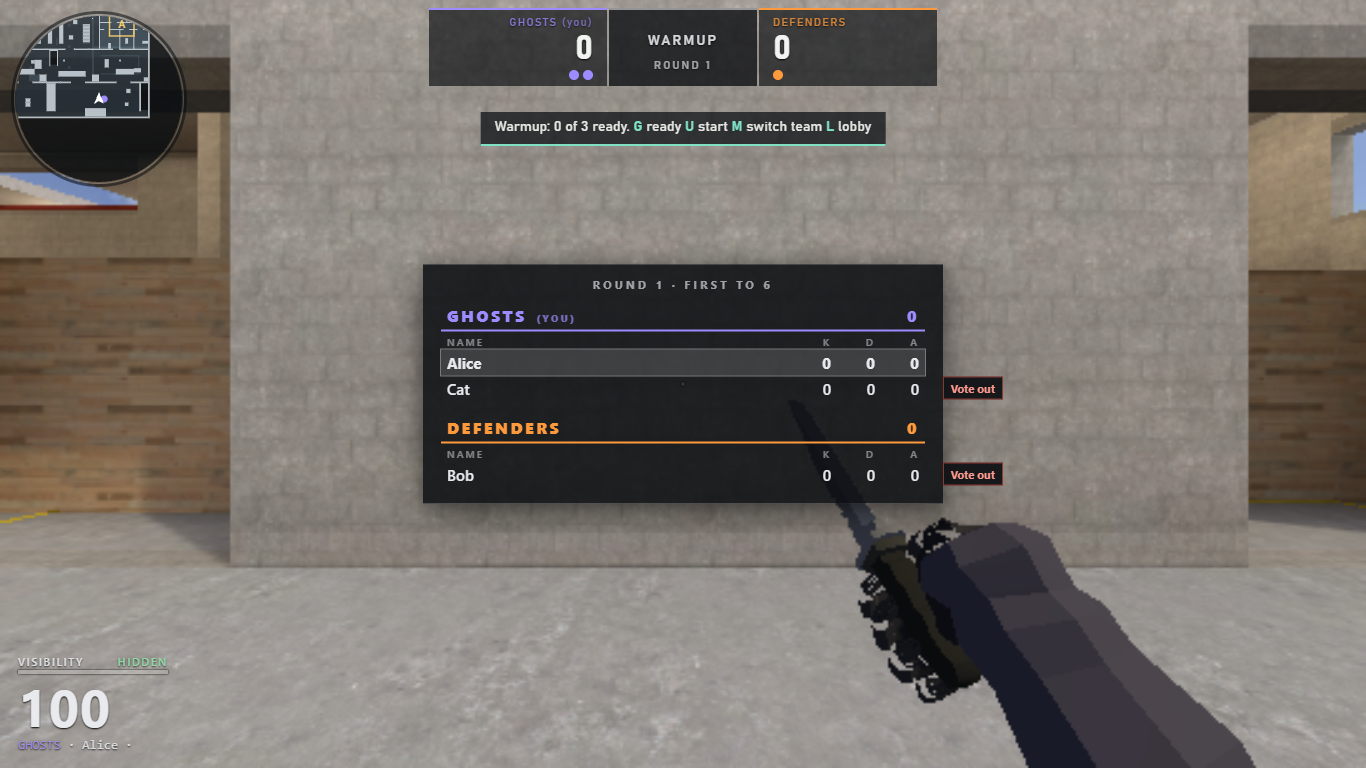 A
GHOSTS (you)
0
WARMUP
ROUND 1
DEFENDERS
0
Warmup: 0 of 3 ready. G ready U start M switch team L lobby
ROUND 1 - FIRST TO 6
GHOSTS (YOU) 0
NAME K D A
Alice 0 0 0
Cat 0 0 0 Vote out
DEFENDERS 0
NAME K D A
Bob 0 0 0 Vote out
VISIBILITY HIDDEN
100
GHOSTS · Alice ·